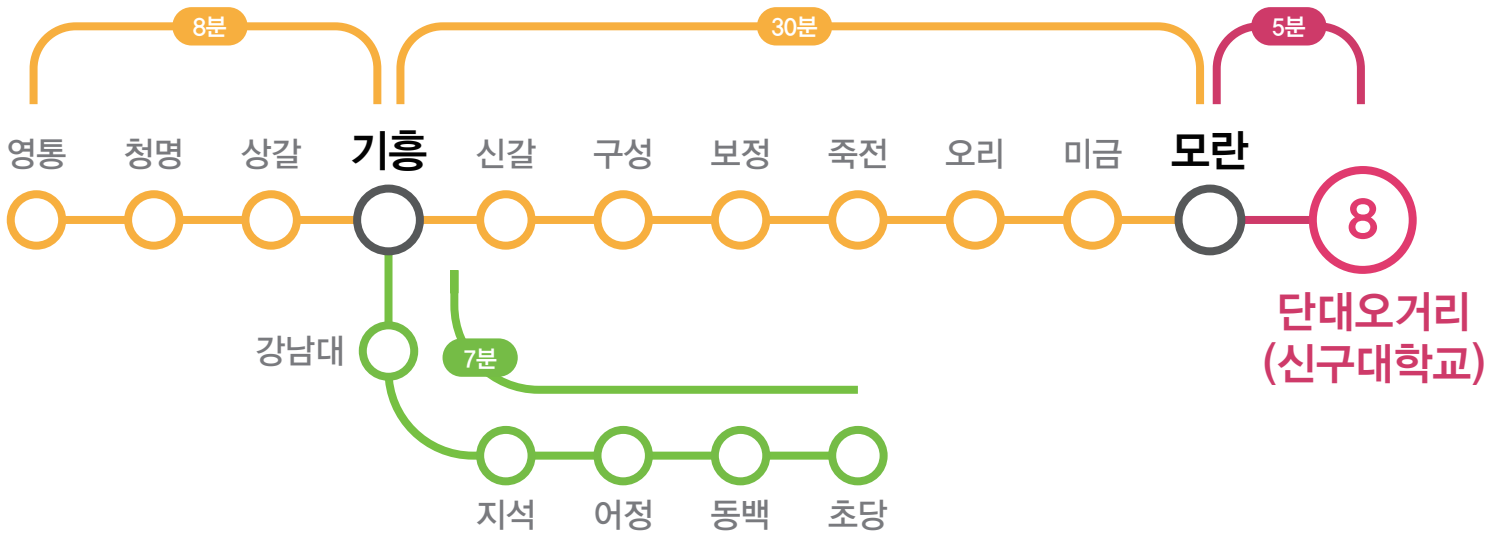 8분
30분
5분
영통
청명
상갈
기흥
신갈
구성
보정
죽전
오리
미금
모란
8
단대오거리
(신구대학교)
강남대
7분
지석
어정
동백
초당